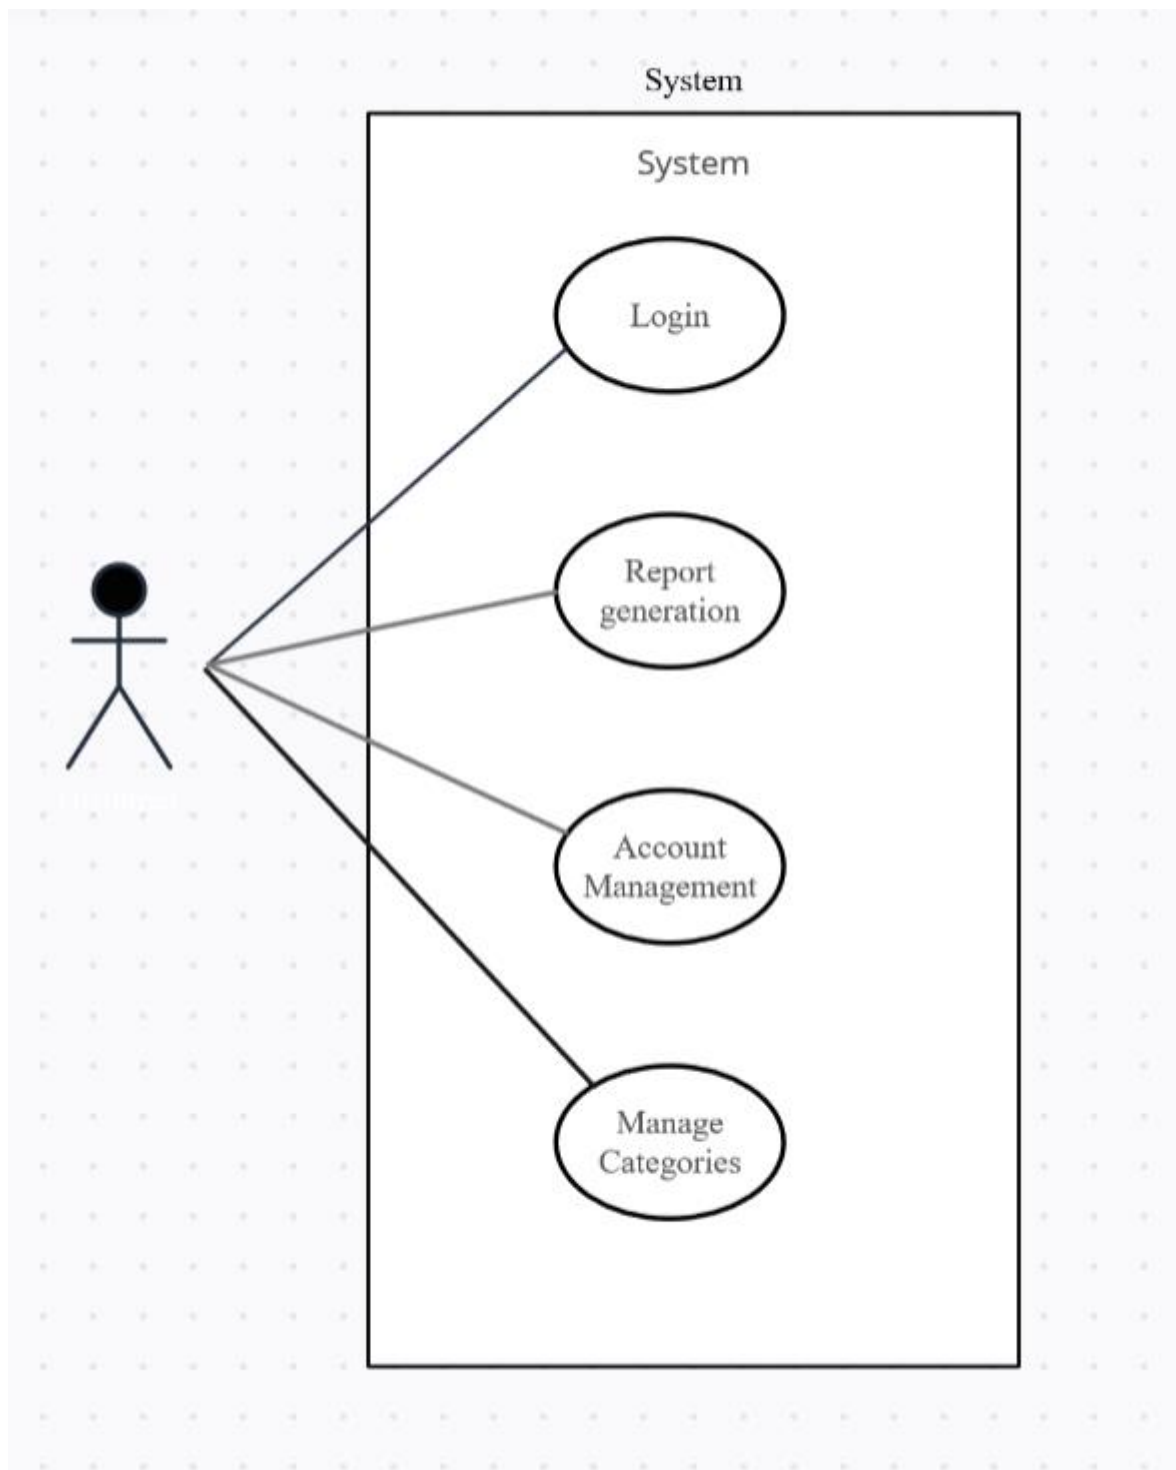 System
System
Login
Report
generation
Account
Management
Manage
Categories